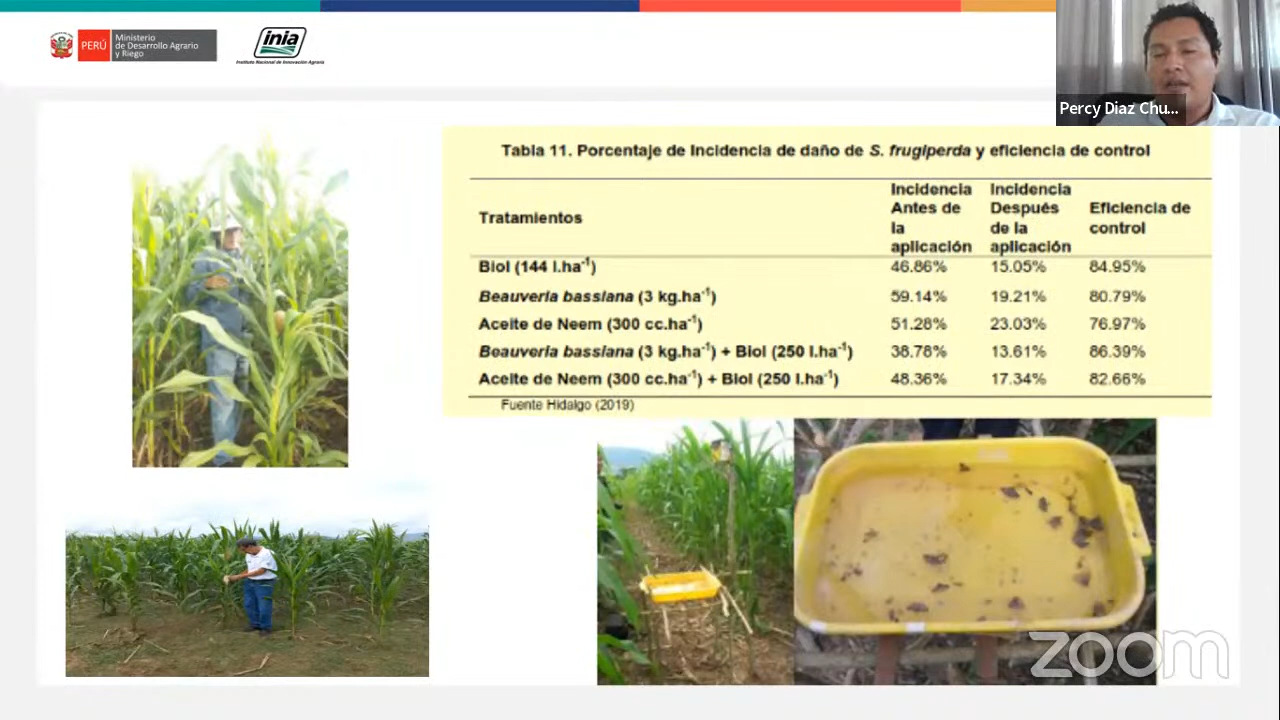 PERÚ
Ministerio
de Desarrollo Agrario
y Riego
inia
Instituto Nacional de Innovación Agraria
Percy Diaz Chu...
Tabla 11. Porcentaje de Incidencia de daño de S. frugiperda y eficiencia de control
Tratamientos
Incidencia Antes de la aplicación
Incidencia Después de la aplicación
Eficiencia de control
Biol (144 l.ha⁻¹) 46.86% 15.05% 84.95%
Beauveria bassiana (3 kg.ha⁻¹) 59.14% 19.21% 80.79%
Aceite de Neem (300 cc.ha⁻¹) 51.28% 23.03% 76.97%
Beauveria bassiana (3 kg.ha⁻¹) + Biol (250 l.ha⁻¹) 38.78% 13.61% 86.39%
Aceite de Neem (300 cc.ha⁻¹) + Biol (250 l.ha⁻¹) 48.36% 17.34% 82.66%
Fuente Hidalgo (2019)
zoom